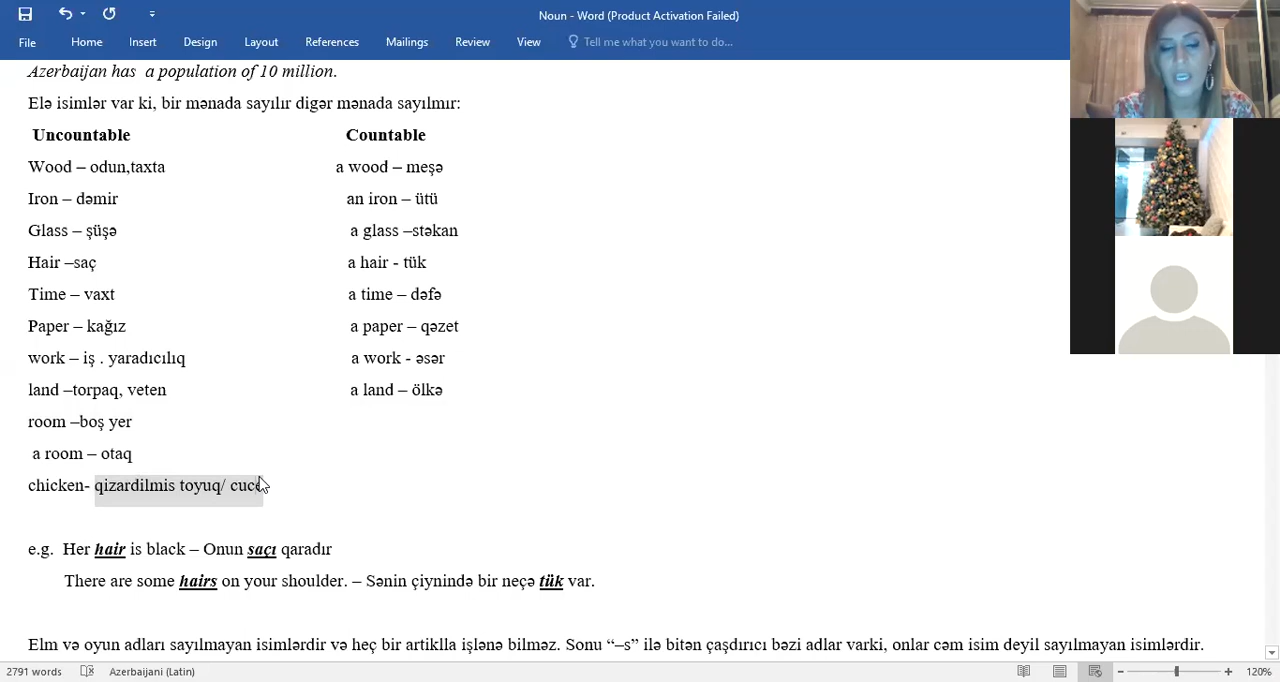 Noun - Word (Product Activation Failed)
File Home Insert Design Layout References Mailings Review View Tell me what you want to do...
Azerbaijan has a population of 10 million.
Elə isimlər var ki, bir mənada sayılır digər mənada sayılmır:
Uncountable Countable
Wood – odun,taxta a wood – meşə
Iron – dəmir an iron – ütü
Glass – şüşə a glass –stəkan
Hair –saç a hair - tük
Time – vaxt a time – dəfə
Paper – kağız a paper – qəzet
work – iş . yaradıcılıq a work - əsər
land –torpaq, veten a land – ölkə
room –boş yer
a room – otaq
chicken- qizardilmis toyuq/ cuce
e.g. Her hair is black – Onun saçı qaradır
There are some hairs on your shoulder. – Sənin çiynində bir neçə tük var.
Elm və oyun adları sayılmayan isimlərdir və heç bir artiklla işlənə bilməz. Sonu “–s” ilə bitən çaşdırıcı bəzi adlar varki, onlar cəm isim deyil sayılmayan isimlərdir.
2791 words Azerbaijani (Latin) 120%